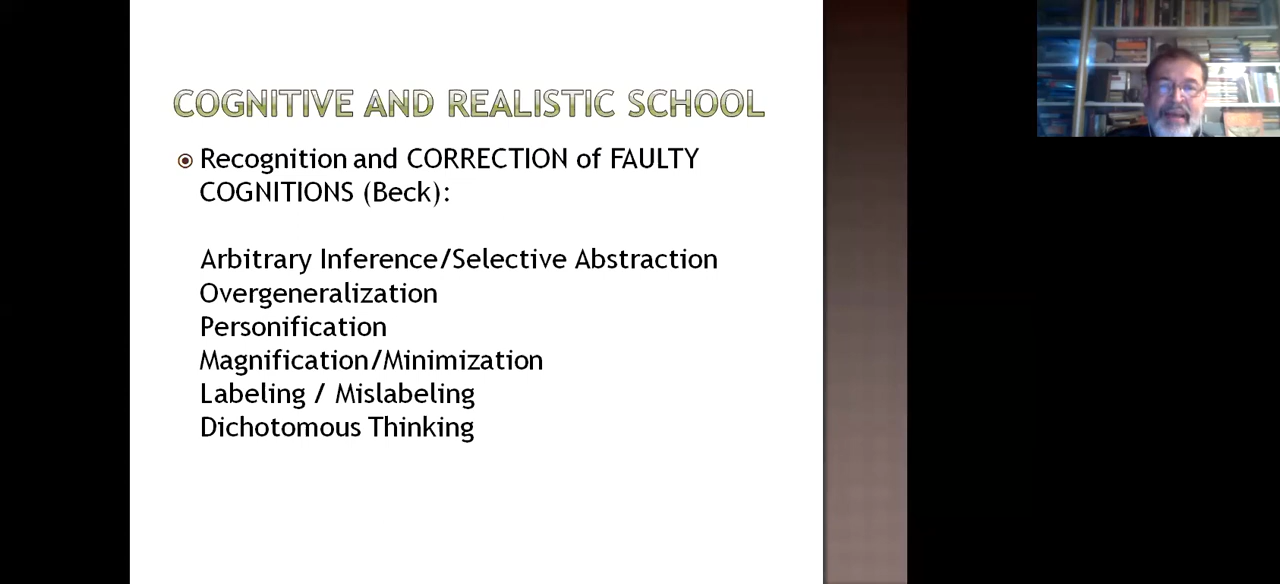 COGNITIVE AND REALISTIC SCHOOL
Recognition and CORRECTION of FAULTY
COGNITIONS (Beck):
Arbitrary Inference/Selective Abstraction
Overgeneralization
Personification
Magnification/Minimization
Labeling / Mislabeling
Dichotomous Thinking